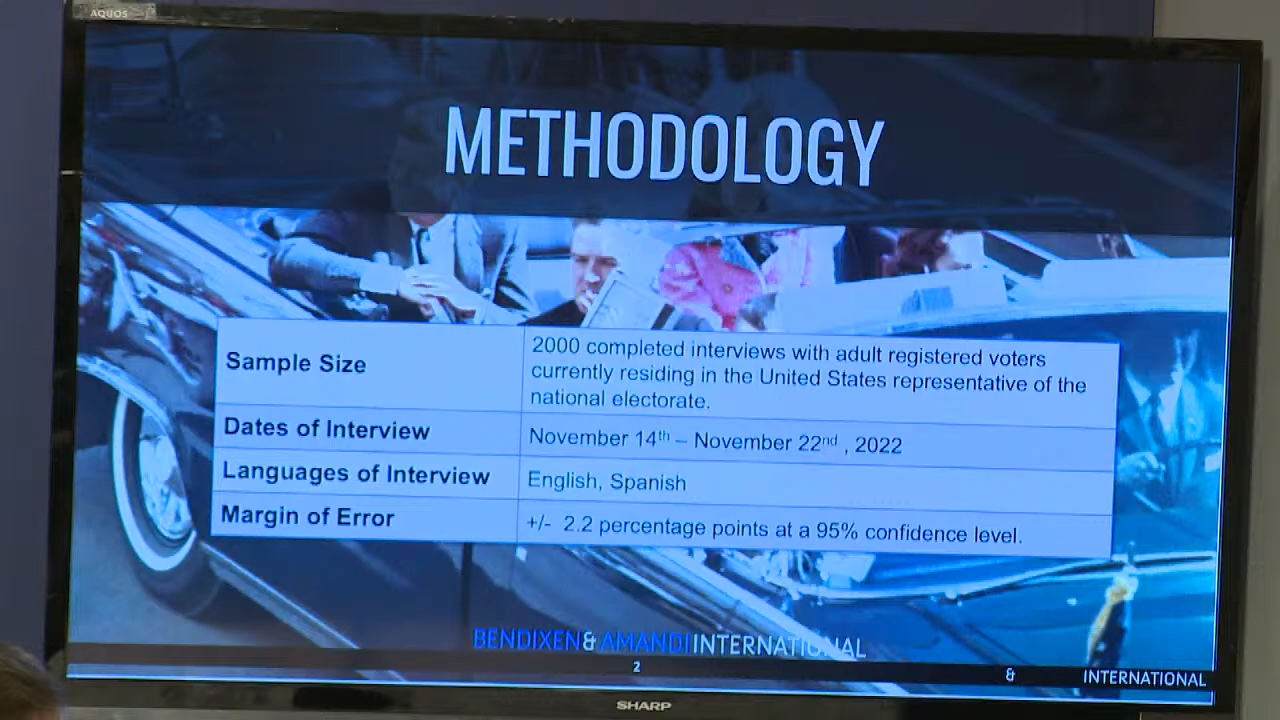 AQUOS
METHODOLOGY
Sample Size
2000 completed interviews with adult registered voters
currently residing in the United States representative of the
national electorate.
Dates of Interview
November 14th – November 22nd , 2022
Languages of Interview
English, Spanish
Margin of Error
+/- 2.2 percentage points at a 95% confidence level.
BENDIXEN & AMANDI INTERNATIONAL
2
& INTERNATIONAL
SHARP